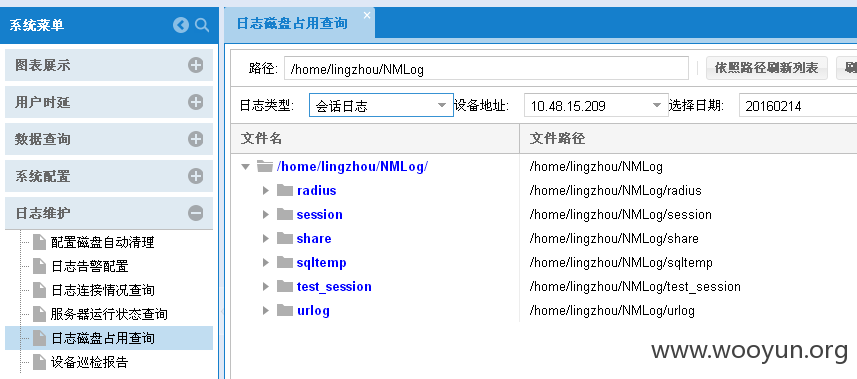 系统菜单
日志磁盘占用查询
图表展示
用户时延
数据查询
系统配置
日志维护
配置磁盘自动清理
日志告警配置
日志连接情况查询
服务器运行状态查询
日志磁盘占用查询
设备巡检报告
路径: /home/lingzhou/NMLog 依照路径刷新列表 刷
日志类型: 会话日志 设备地址: 10.48.15.209 选择日期: 20160214
文件名 文件路径
/home/lingzhou/NMLog/ /home/lingzhou/NMLog
radius /home/lingzhou/NMLog/radius
session /home/lingzhou/NMLog/session
share /home/lingzhou/NMLog/share
sqltemp /home/lingzhou/NMLog/sqltemp
test_session /home/lingzhou/NMLog/test_session
urlog /home/lingzhou/NMLog/urlog
www.wooyun.org